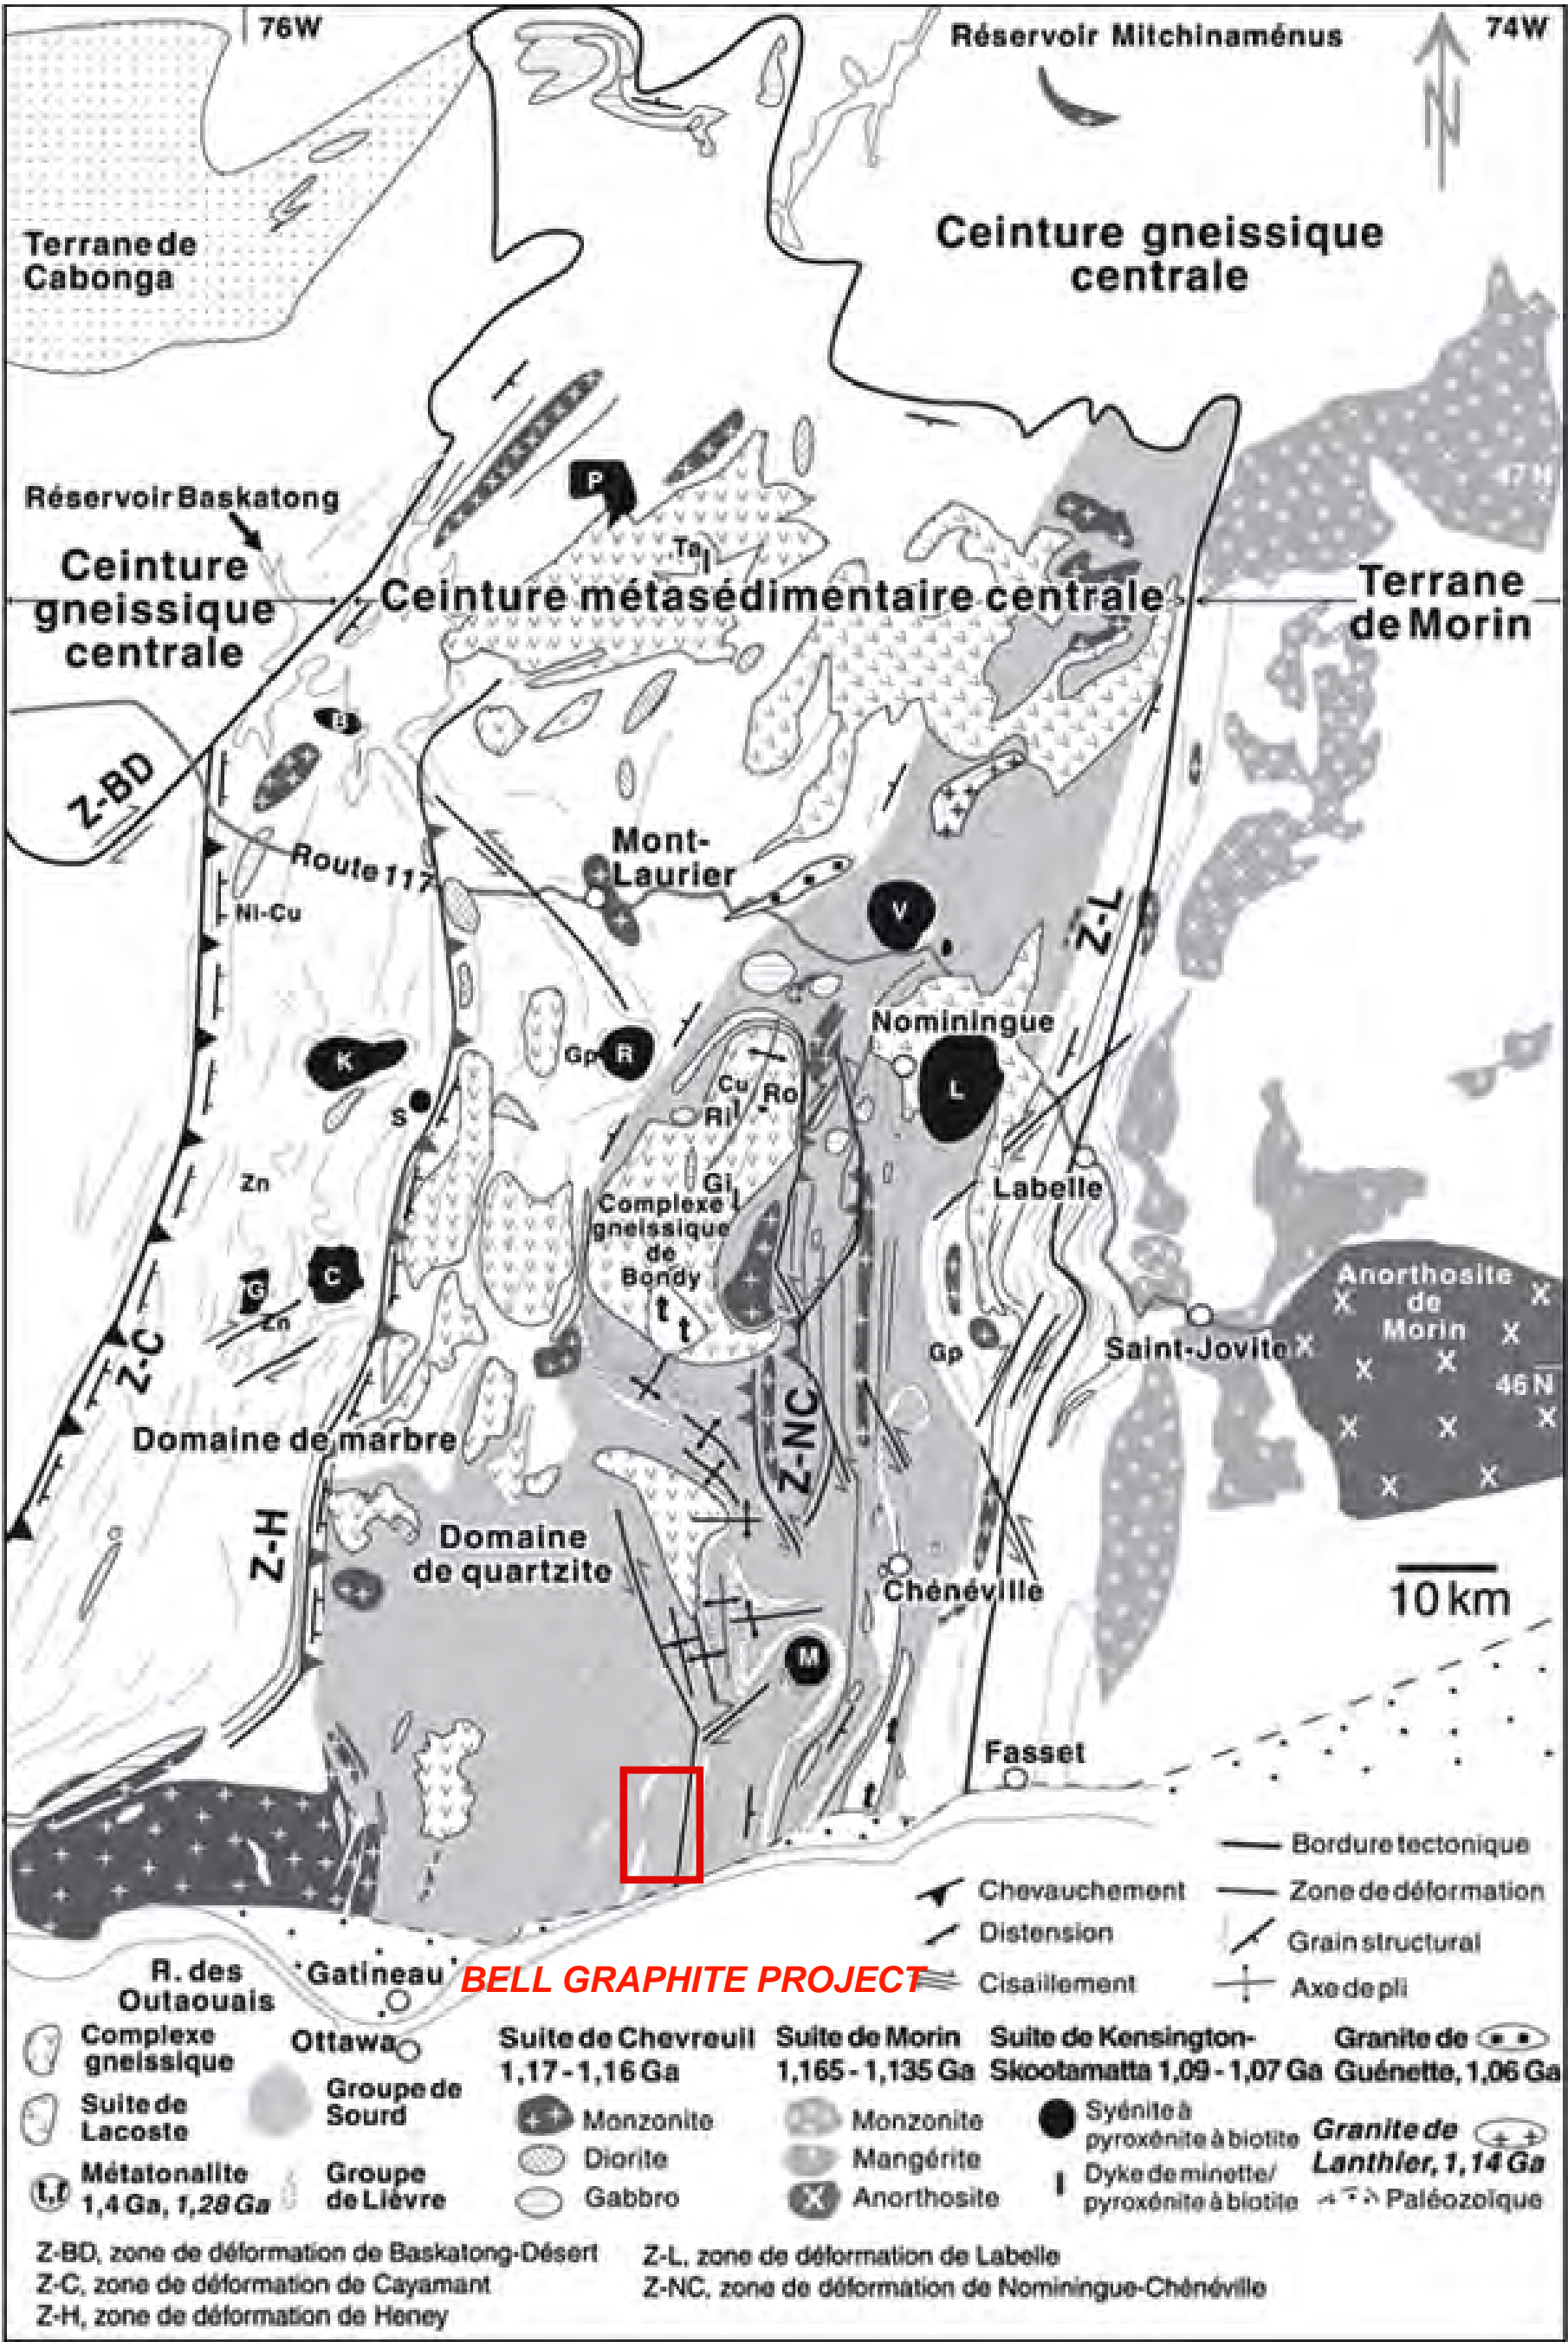 76W
Réservoir Mitchinaménus
74W
N
Terrane de
Cabonga
Ceinture gneissique
centrale
47 N
P
Réservoir Baskatong
Ta
Ceinture
gneissique
centrale
Ceinture métasédimentaire centrale
Terrane
de Morin
B
Z-BD
Route 117
Mont-
Laurier
Ni-Cu
V
Z-L
Nominingue
K
Gp
R
L
S
Cu
Ro
Ri
Zn
Gi
Labelle
Complexe
gneissique
de
Bondy
G
C
Zn
t
t
Anorthosite
de
Morin
Z-C
Gp
Saint-Jovite
46 N
Domaine de marbre
Z-NC
Z-H
Domaine
de quartzite
Chénéville
10 km
M
Fasset
t
Bordure tectonique
Chevauchement
Zone de déformation
Distension
Grain structural
Cisaillement
Axe de pli
R. des
Outaouais
Gatineau
BELL GRAPHITE PROJECT
Ottawa
Complexe
gneissique
Suite de
Lacoste
t,t
Métatonalite
1,4 Ga, 1,28 Ga
Groupe de
Sourd
Groupe
de Lièvre
Suite de Chevreuil
1,17 - 1,16 Ga
Monzonite
Diorite
Gabbro
Suite de Morin
1,165 - 1,135 Ga
Monzonite
Mangérite
Anorthosite
Suite de Kensington-
Skootamatta 1,09 - 1,07 Ga
Syénite à
pyroxénite à biotite
Dyke de minette/
pyroxénite à biotite
Granite de
Guénette, 1,06 Ga
Granite de
Lanthier, 1,14 Ga
Paléozoïque
Z-BD, zone de déformation de Baskatong-Désert
Z-C, zone de déformation de Cayamant
Z-H, zone de déformation de Heney
Z-L, zone de déformation de Labelle
Z-NC, zone de déformation de Nominingue-Chénéville